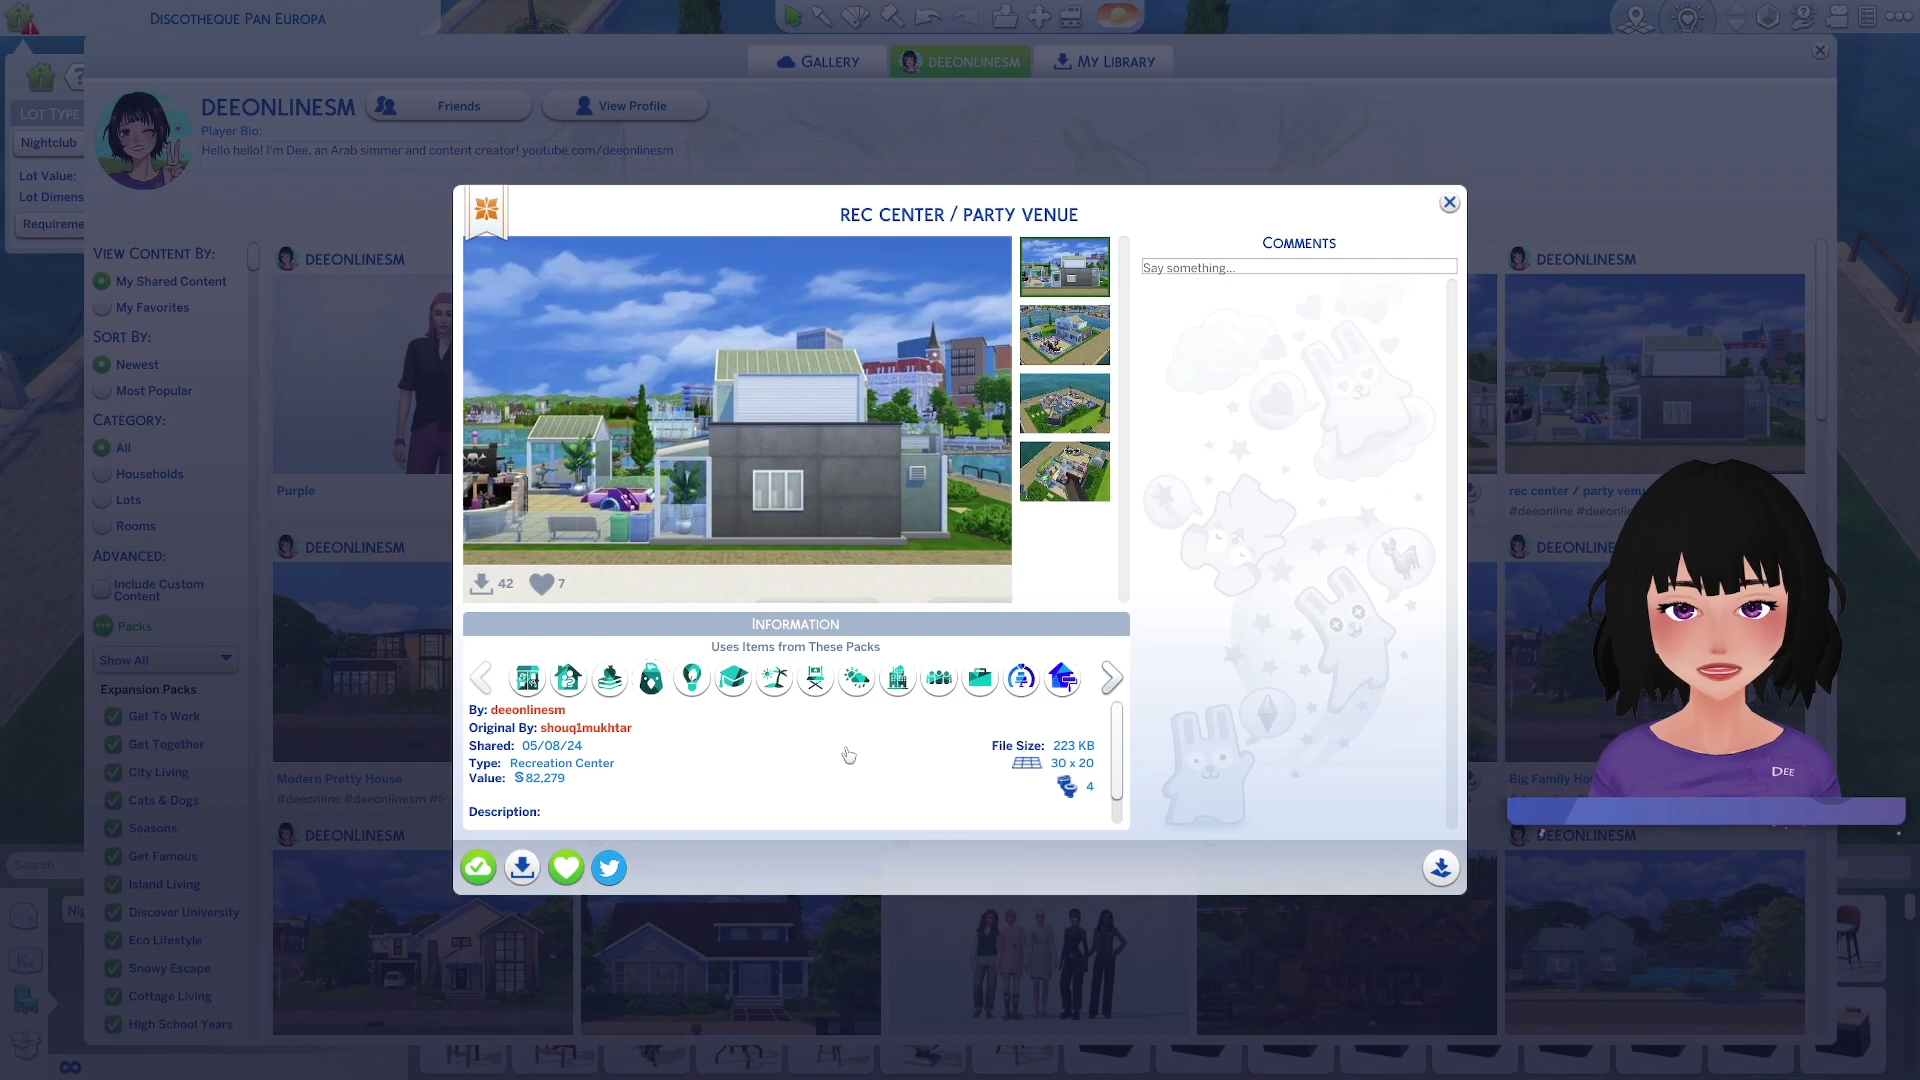 DISCOTHEQUE PAN EUROPA
GALLERY
DEEONLINESM
MY LIBRARY
LOT TYPE
Nightclub
Lot Value:
Lot Dimens
Requireme
DEEONLINESM
Friends
View Profile
Player Bio:
Hello hello! I'm Dee, an Arab simmer and content creator! youtube.com/deeonlinesm
VIEW CONTENT BY:
My Shared Content
My Favorites
SORT BY:
Newest
Most Popular
CATEGORY:
All
Households
Lots
Rooms
ADVANCED:
Include Custom
Content
Packs
Show All
Expansion Packs
Get To Work
Get Together
City Living
Cats & Dogs
Seasons
Get Famous
Island Living
Discover University
Eco Lifestyle
Snowy Escape
Cottage Living
High School Years
Search
Nig
DEEONLINESM
Purple
DEEONLINESM
Modern Pretty House
#deeonline #deeonlinesm #fr
DEEONLINESM
REC CENTER / PARTY VENUE
42
7
INFORMATION
Uses Items from These Packs
By: deeonlinesm
Original By: shouq1mukhtar
Shared: 05/08/24
Type: Recreation Center
Value: §82,279
File Size: 223 KB
30 x 20
4
Description:
COMMENTS
Say something...
DEEONLINESM
rec center / party venu
#deeonline #deeonlin
DEEONLINESM
Big Family Ho
DEEONLINESM
DEE